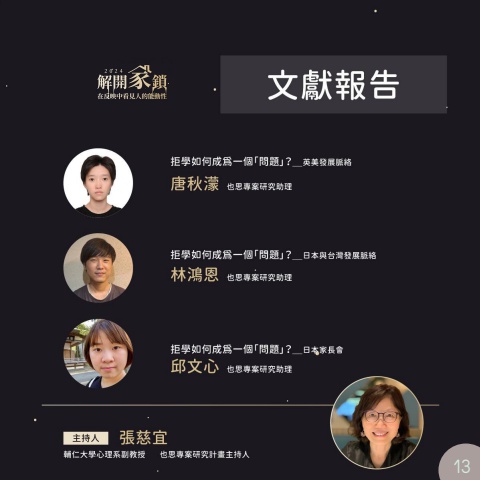 2024
解開家鎖
在反映中看見人的能動性
文獻報告
拒學如何成為一個「問題」？__英美發展脈絡
唐秋濛 也思專案研究助理
拒學如何成為一個「問題」？__日本與台灣發展脈絡
林鴻恩 也思專案研究助理
拒學如何成為一個「問題」？__日本家長會
邱文心 也思專案研究助理
主持人 張慈宜
輔仁大學心理系副教授 也思專案研究計畫主持人
13